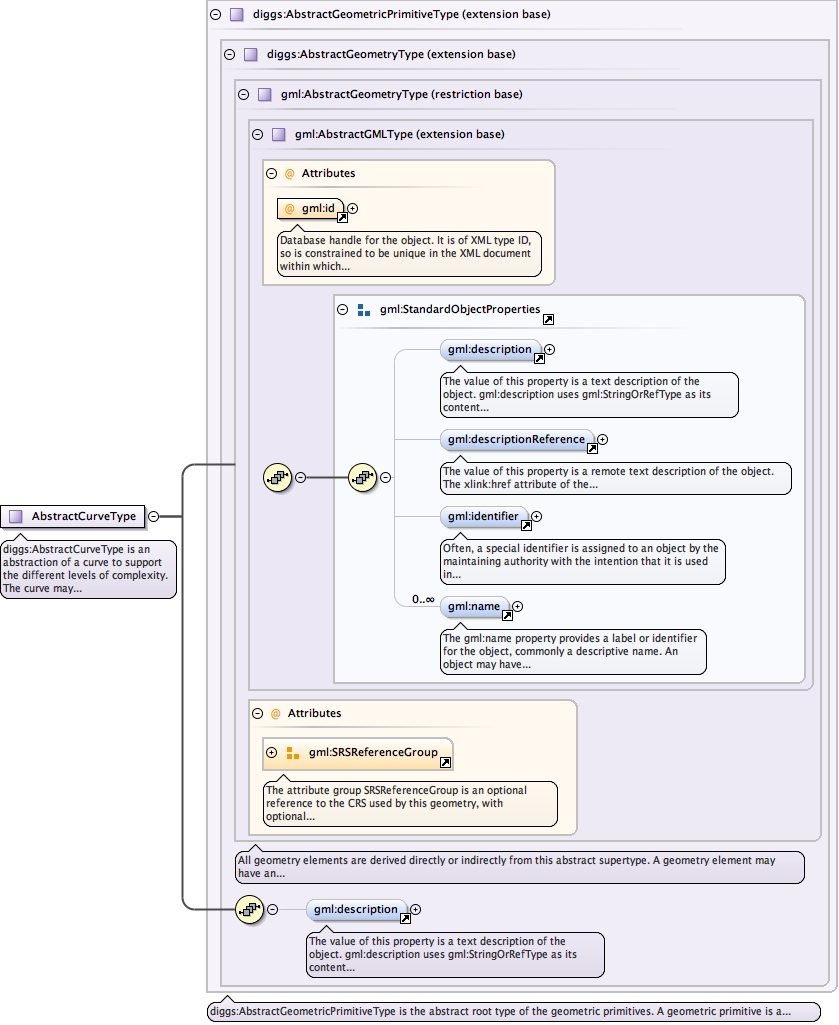 diggs:AbstractGeometricPrimitiveType (extension base)
diggs:AbstractGeometryType (extension base)
gml:AbstractGeometryType (restriction base)
gml:AbstractGMLType (extension base)
@ Attributes
@ gml:id
Database handle for the object. It is of XML type ID,
so is constrained to be unique in the XML document
within which...
gml:StandardObjectProperties
gml:description
The value of this property is a text description of the
object. gml:description uses gml:StringOrRefType as its
content...
gml:descriptionReference
The value of this property is a remote text description of the object.
The xlink:href attribute of the...
gml:identifier
Often, a special identifier is assigned to an object by the
maintaining authority with the intention that it is used
in...
0..∞
gml:name
The gml:name property provides a label or identifier
for the object, commonly a descriptive name. An
object may have...
AbstractCurveType
diggs:AbstractCurveType is an
abstraction of a curve to support
the different levels of complexity.
The curve may...
@ Attributes
gml:SRSReferenceGroup
The attribute group SRSReferenceGroup is an optional
reference to the CRS used by this geometry, with
optional...
All geometry elements are derived directly or indirectly from this abstract supertype. A geometry element may
have an...
gml:description
The value of this property is a text description of the
object. gml:description uses gml:StringOrRefType as its
content...
diggs:AbstractGeometricPrimitiveType is the abstract root type of the geometric primitives. A geometric primitive is a...